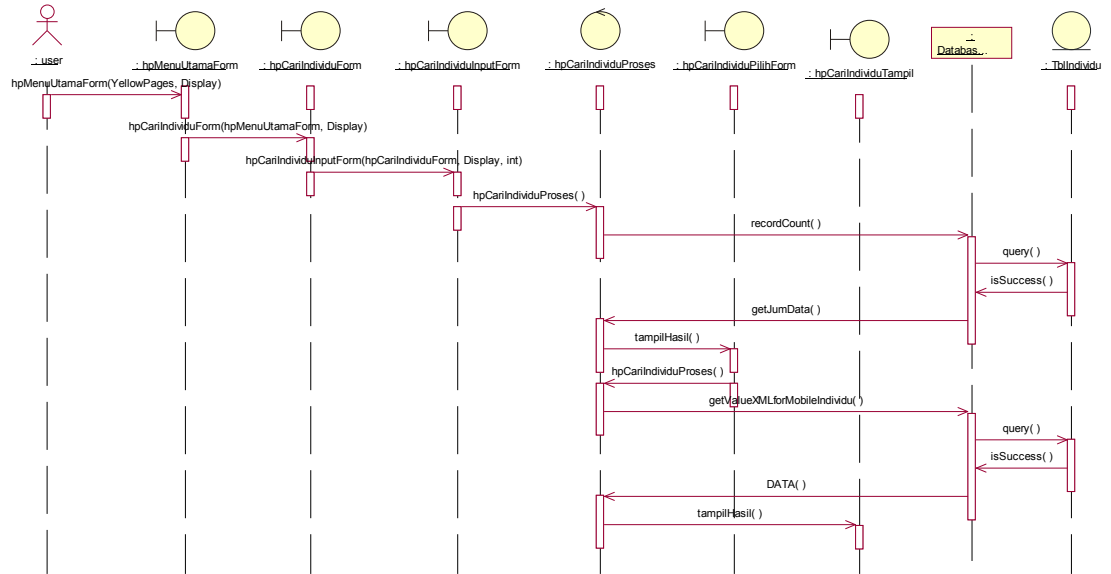 : user
: hpMenuUtamaForm
: hpCariIndividuForm
: hpCariIndividuInputForm
: hpCariIndividuProses
: hpCariIndividuPilihForm
: hpCariIndividuTampil
:
Databas...
: TblIndividu
hpMenuUtamaForm(YellowPages, Display)
hpCariIndividuForm(hpMenuUtamaForm, Display)
hpCariIndividuInputForm(hpCariIndividuForm, Display, int)
hpCariIndividuProses( )
recordCount( )
query( )
isSuccess( )
getJumData( )
tampilHasil( )
hpCariIndividuProses( )
getValueXMLforMobileIndividu( )
query( )
isSuccess( )
DATA( )
tampilHasil( )